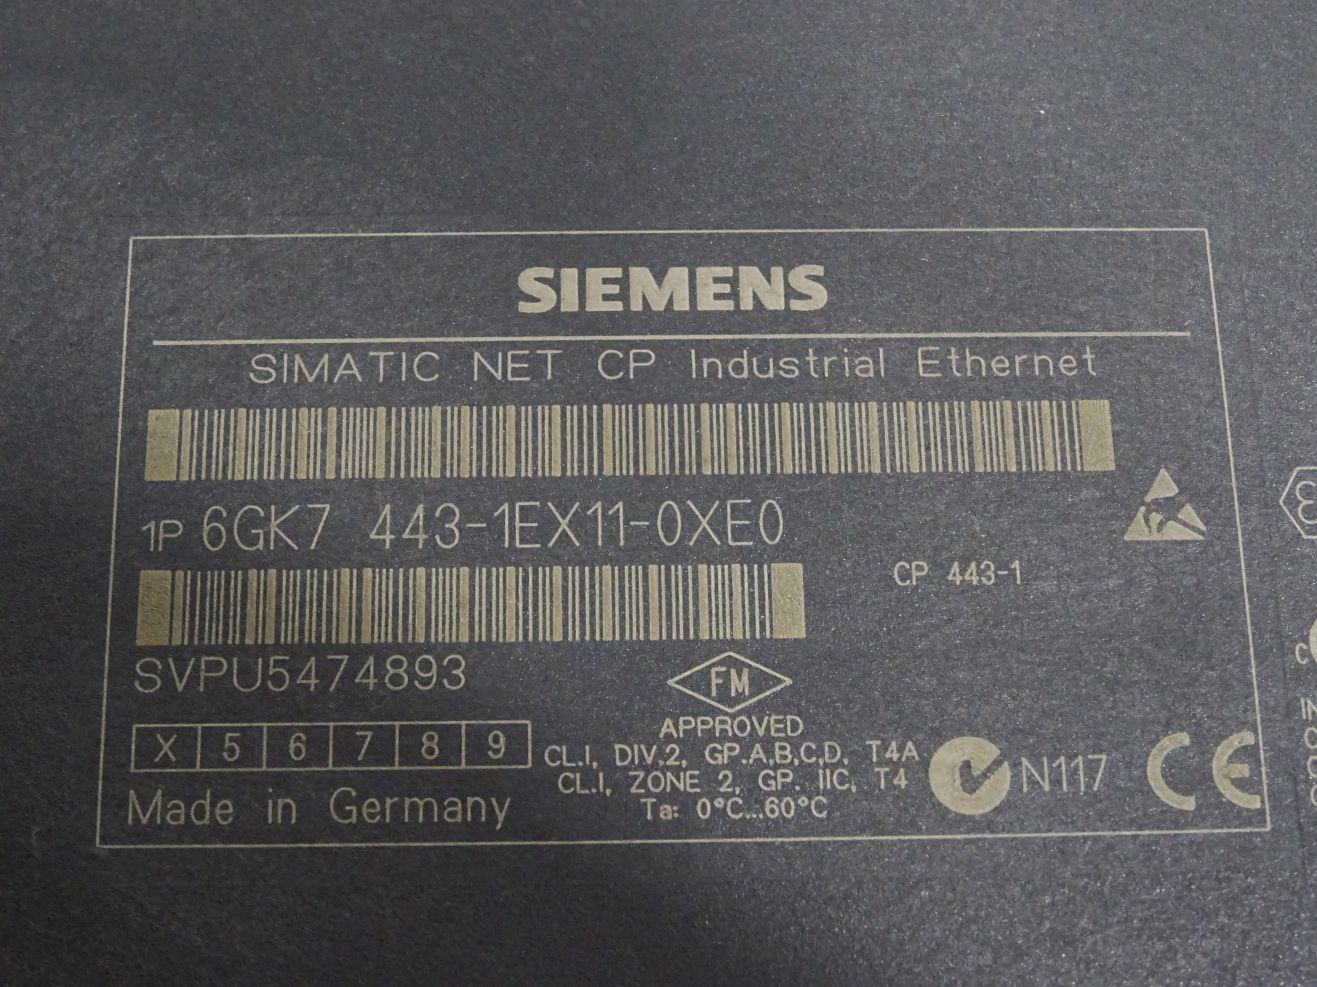 SIEMENS
SIMATIC NET CP Industrial Ethernet
1P 6GK7 443-1EX11-0XE0
CP 443-1
SVPU5474893
FM
APPROVED
X 5 6 7 8 9
CL.I, DIV.2, GP.A,B,C,D, T4A
CL.I, ZONE 2, GP. IIC, T4
Ta: 0°C...60°C
N117
CE
Made in Germany